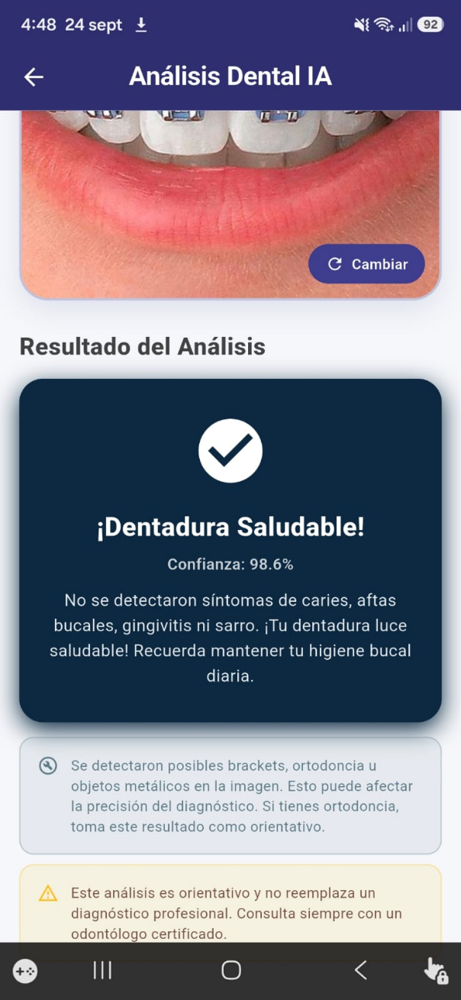 4:48 24 sept
92
Análisis Dental IA
Cambiar
Resultado del Análisis
¡Dentadura Saludable!
Confianza: 98.6%
No se detectaron síntomas de caries, aftas
bucales, gingivitis ni sarro. ¡Tu dentadura luce
saludable! Recuerda mantener tu higiene bucal
diaria.
Se detectaron posibles brackets, ortodoncia u
objetos metálicos en la imagen. Esto puede afectar
la precisión del diagnóstico. Si tienes ortodoncia,
toma este resultado como orientativo.
Este análisis es orientativo y no reemplaza un
diagnóstico profesional. Consulta siempre con un
odontólogo certificado.